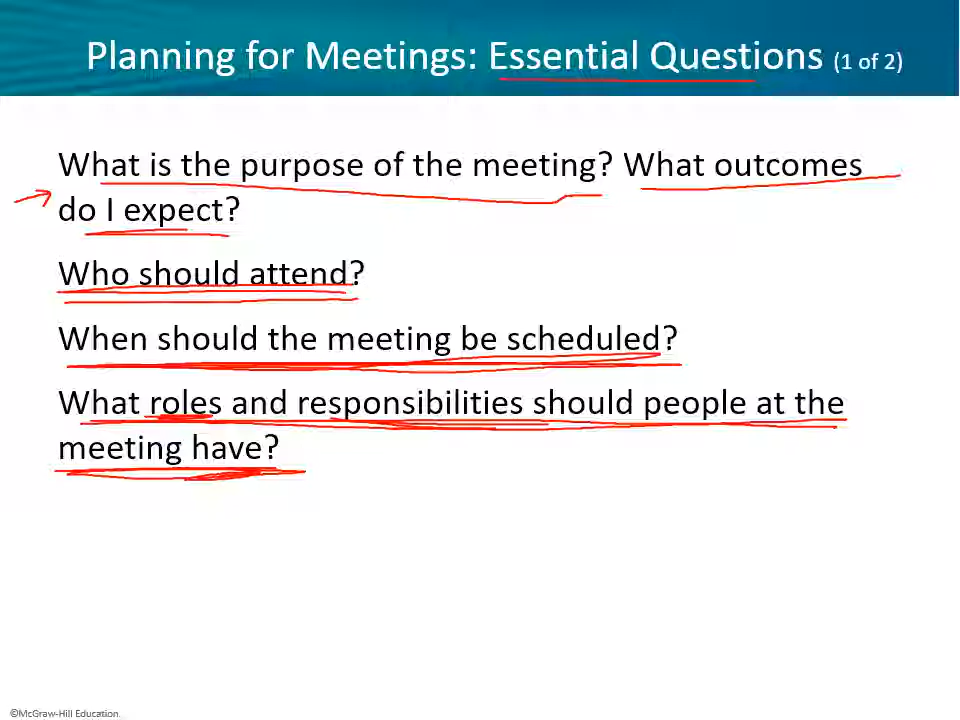 Planning for Meetings: Essential Questions (1 of 2)
What is the purpose of the meeting? What outcomes
do I expect?
Who should attend?
When should the meeting be scheduled?
What roles and responsibilities should people at the
meeting have?
©McGraw-Hill Education.